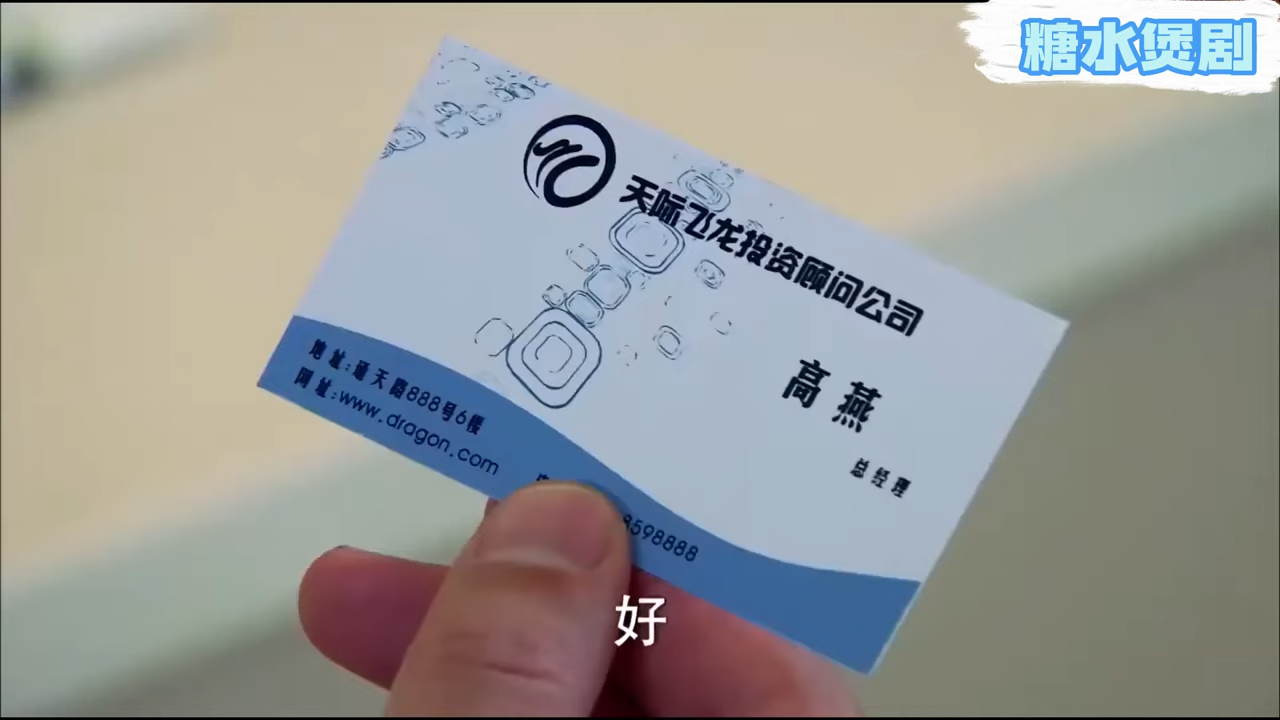 糖水煲剧
天际飞龙投资顾问公司
高燕
总经理
地址:通天路888号6楼
网址:www.dragon.com
8598888
好